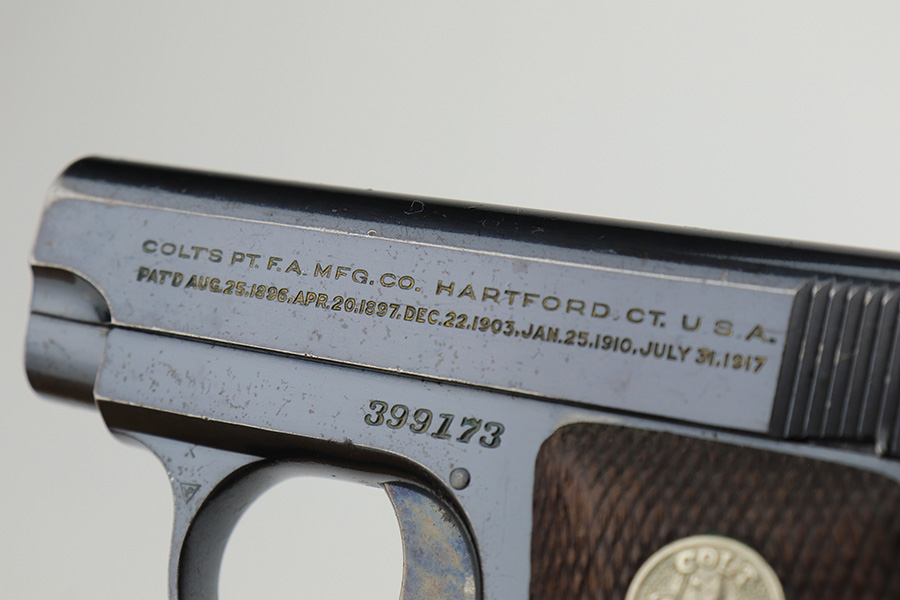 COLT'S PT. F. A. MFG. CO. HARTFORD. CT. U.S.A.
PAT'D AUG.25.1896. APR.20.1897. DEC.22.1903. JAN.25.1910. JULY 31.1917
399173
COLT